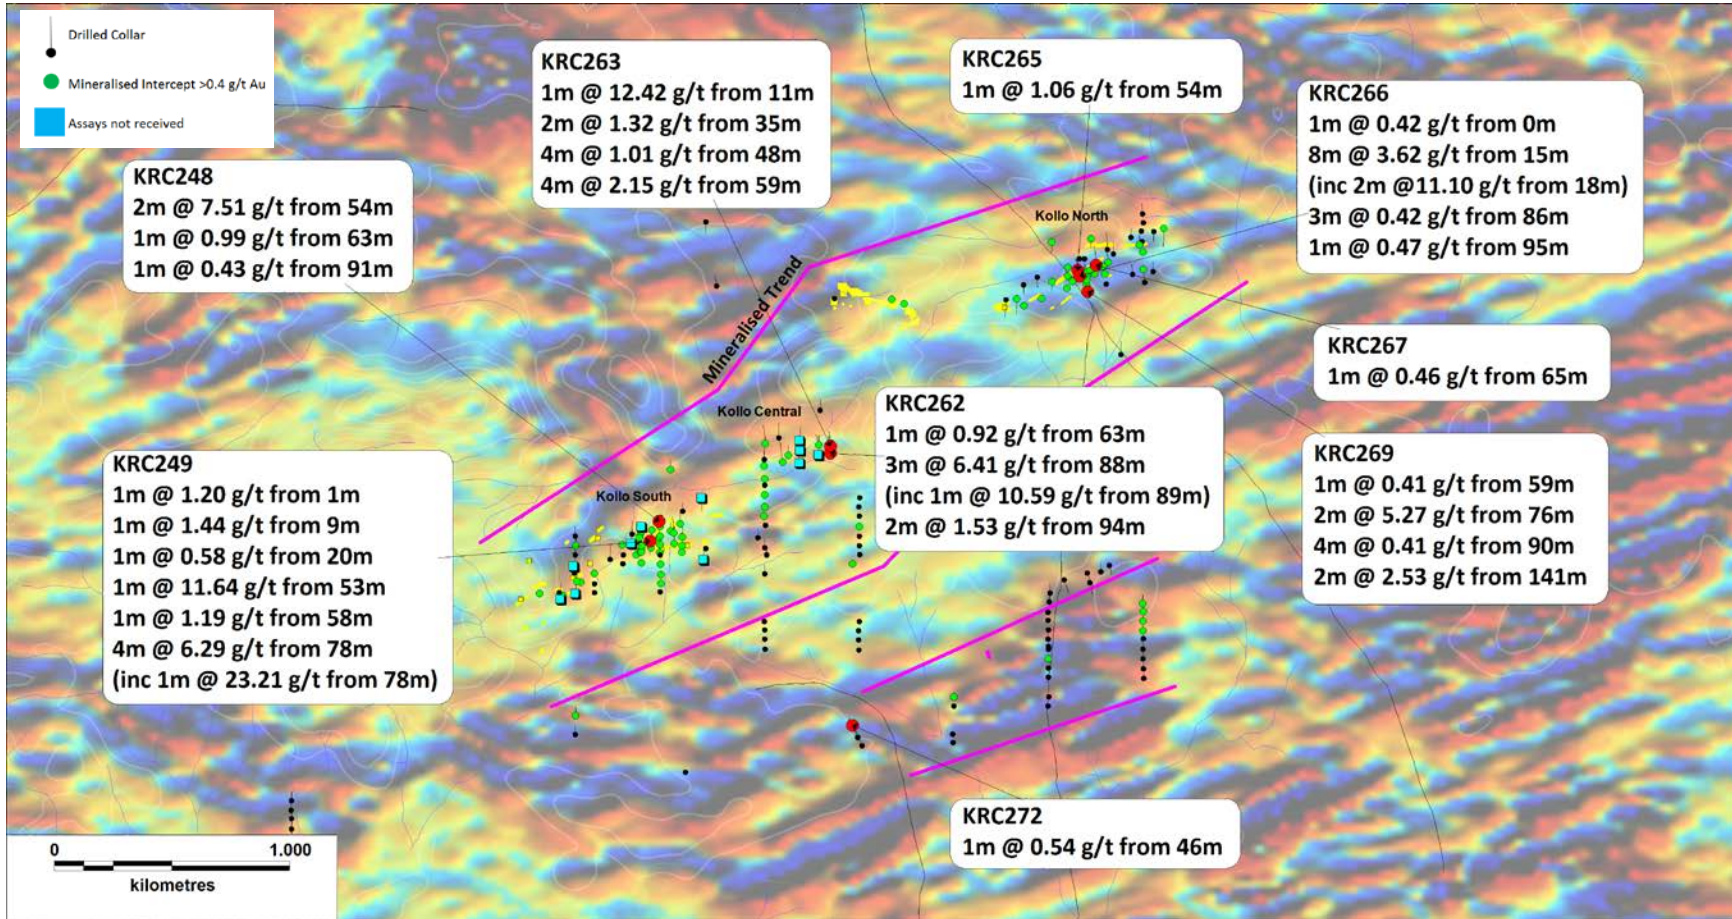 Drilled Collar
Mineralised Intercept >0.4 g/t Au
Assays not received
KRC263
1m @ 12.42 g/t from 11m
2m @ 1.32 g/t from 35m
4m @ 1.01 g/t from 48m
4m @ 2.15 g/t from 59m
KRC265
1m @ 1.06 g/t from 54m
KRC266
1m @ 0.42 g/t from 0m
8m @ 3.62 g/t from 15m
(inc 2m @11.10 g/t from 18m)
3m @ 0.42 g/t from 86m
1m @ 0.47 g/t from 95m
KRC248
2m @ 7.51 g/t from 54m
1m @ 0.99 g/t from 63m
1m @ 0.43 g/t from 91m
Kollo North
Mineralised Trend
KRC267
1m @ 0.46 g/t from 65m
Kollo Central
KRC262
1m @ 0.92 g/t from 63m
3m @ 6.41 g/t from 88m
(inc 1m @ 10.59 g/t from 89m)
2m @ 1.53 g/t from 94m
KRC269
1m @ 0.41 g/t from 59m
2m @ 5.27 g/t from 76m
4m @ 0.41 g/t from 90m
2m @ 2.53 g/t from 141m
KRC249
1m @ 1.20 g/t from 1m
1m @ 1.44 g/t from 9m
1m @ 0.58 g/t from 20m
1m @ 11.64 g/t from 53m
1m @ 1.19 g/t from 58m
4m @ 6.29 g/t from 78m
(inc 1m @ 23.21 g/t from 78m)
Kollo South
KRC272
1m @ 0.54 g/t from 46m
0 1.000
kilometres